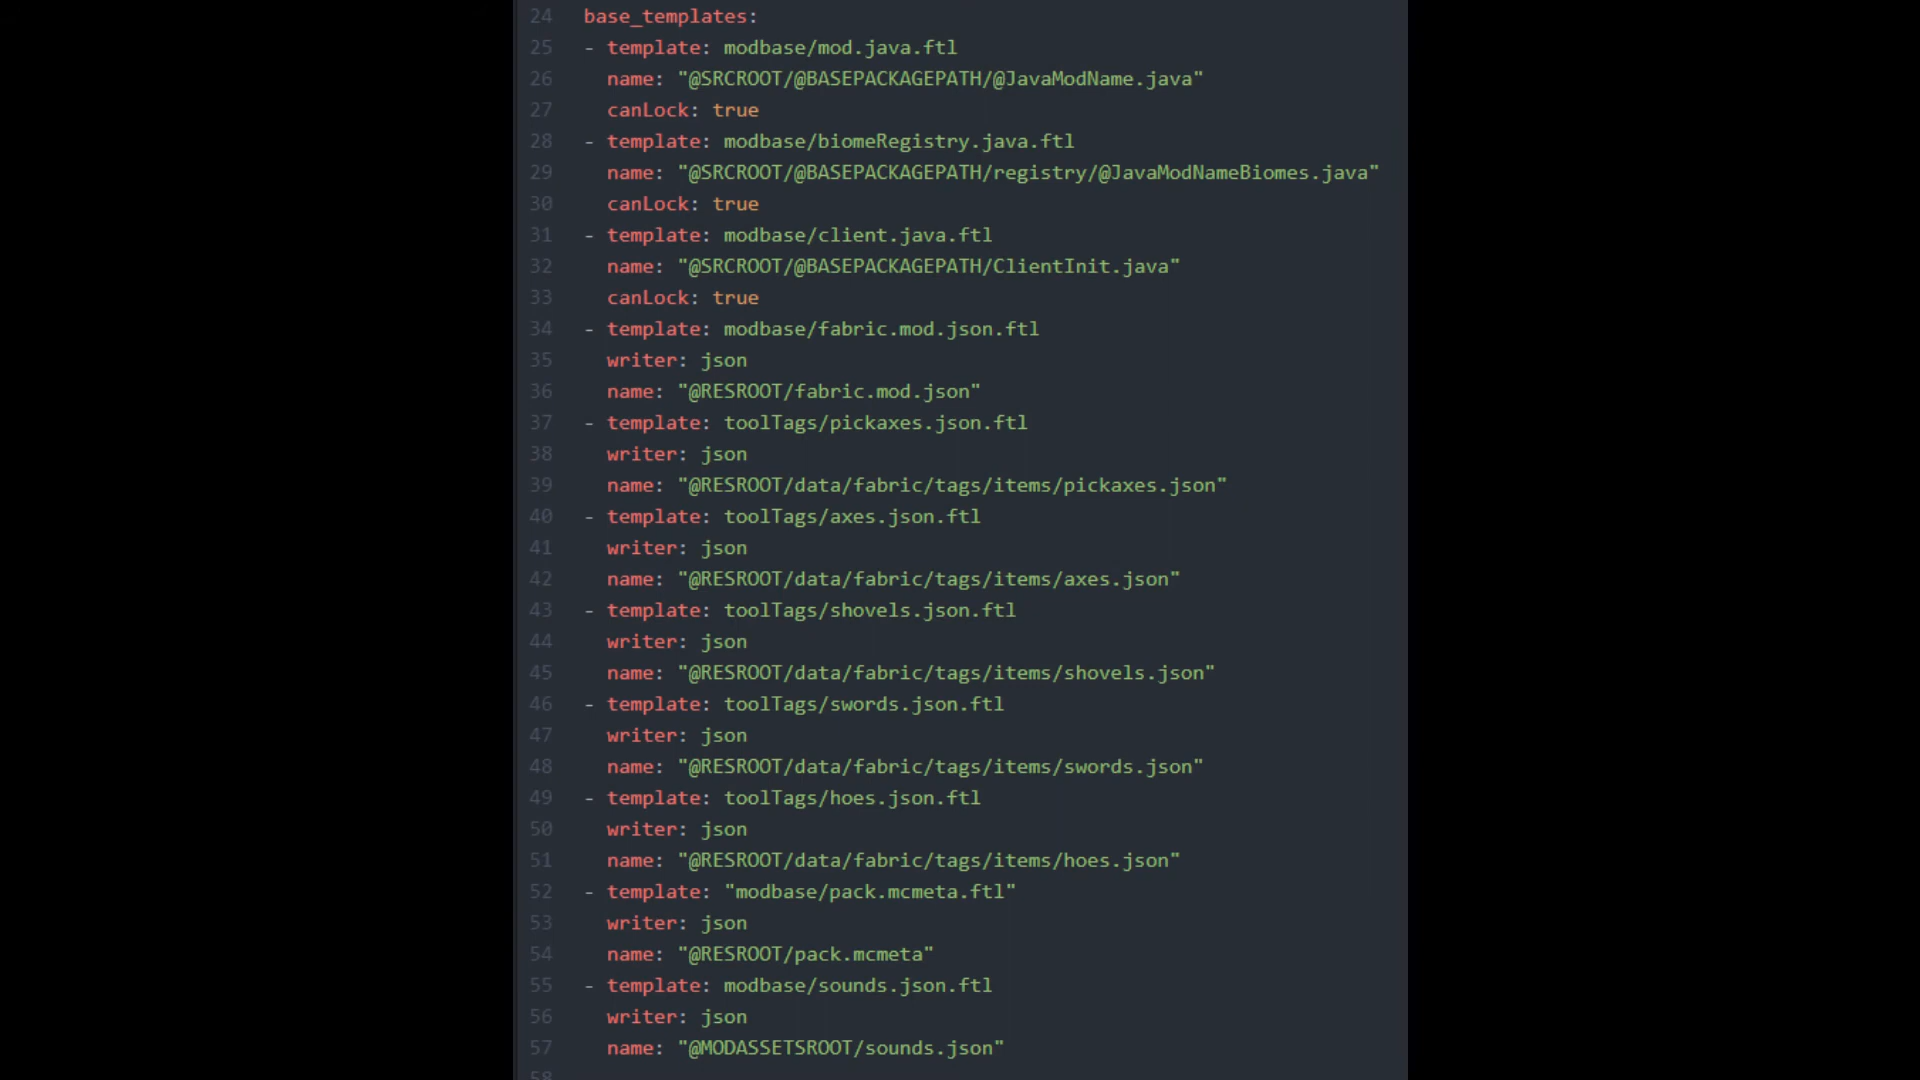 24 base_templates:
25 - template: modbase/mod.java.ftl
26 name: "@SRCROOT/@BASEPACKAGEPATH/@JavaModName.java"
27 canLock: true
28 - template: modbase/biomeRegistry.java.ftl
29 name: "@SRCROOT/@BASEPACKAGEPATH/registry/@JavaModNameBiomes.java"
30 canLock: true
31 - template: modbase/client.java.ftl
32 name: "@SRCROOT/@BASEPACKAGEPATH/ClientInit.java"
33 canLock: true
34 - template: modbase/fabric.mod.json.ftl
35 writer: json
36 name: "@RESROOT/fabric.mod.json"
37 - template: toolTags/pickaxes.json.ftl
38 writer: json
39 name: "@RESROOT/data/fabric/tags/items/pickaxes.json"
40 - template: toolTags/axes.json.ftl
41 writer: json
42 name: "@RESROOT/data/fabric/tags/items/axes.json"
43 - template: toolTags/shovels.json.ftl
44 writer: json
45 name: "@RESROOT/data/fabric/tags/items/shovels.json"
46 - template: toolTags/swords.json.ftl
47 writer: json
48 name: "@RESROOT/data/fabric/tags/items/swords.json"
49 - template: toolTags/hoes.json.ftl
50 writer: json
51 name: "@RESROOT/data/fabric/tags/items/hoes.json"
52 - template: "modbase/pack.mcmeta.ftl"
53 writer: json
54 name: "@RESROOT/pack.mcmeta"
55 - template: modbase/sounds.json.ftl
56 writer: json
57 name: "@MODASSETSROOT/sounds.json"
58